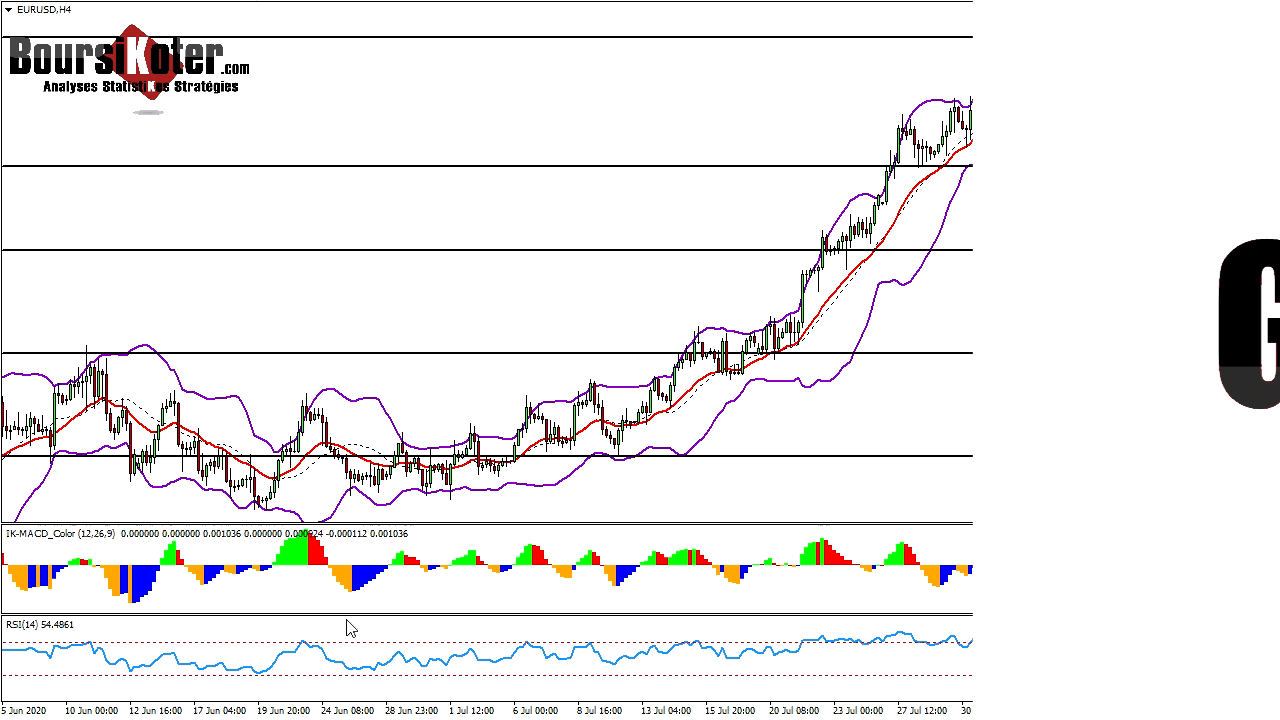 EURUSD,H4
BoursiKoter.com
Analyses StatistiKes Stratégies
IK-MACD_Color (12,26,9) 0.000000 0.000000 0.001036 0.000000 0.000924 -0.000112 0.001036
RSI(14) 54.4861
5 Jun 2020 10 Jun 00:00 12 Jun 16:00 17 Jun 04:00 19 Jun 20:00 24 Jun 08:00 28 Jun 23:00 1 Jul 12:00 6 Jul 00:00 8 Jul 16:00 13 Jul 04:00 15 Jul 20:00 20 Jul 08:00 23 Jul 00:00 27 Jul 12:00 30